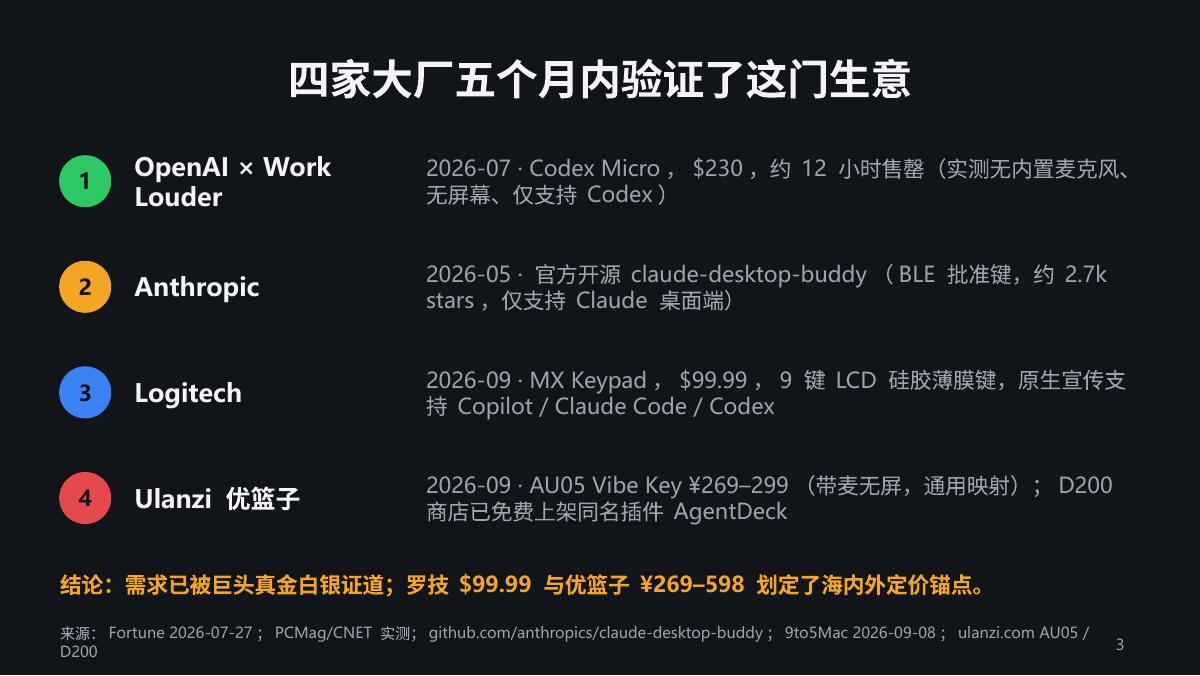 四家大厂五个月内验证了这门生意
1
OpenAI × Work
Louder
2026-07 · Codex Micro， $230，约 12 小时售罄（实测无内置麦克风、
无屏幕、仅支持 Codex）
2
Anthropic
2026-05 · 官方开源 claude-desktop-buddy （BLE 批准键，约 2.7k
stars，仅支持 Claude 桌面端）
3
Logitech
2026-09 · MX Keypad， $99.99， 9 键 LCD 硅胶薄膜键，原生宣传支
持 Copilot / Claude Code / Codex
4
Ulanzi 优篮子
2026-09 · AU05 Vibe Key ¥269–299 （带麦无屏，通用映射）； D200
商店已免费上架同名插件 AgentDeck
结论：需求已被巨头真金白银证道；罗技 $99.99 与优篮子 ¥269–598 划定了海内外定价锚点。
来源： Fortune 2026-07-27； PCMag/CNET 实测； github.com/anthropics/claude-desktop-buddy； 9to5Mac 2026-09-08； ulanzi.com AU05 /
D200
3